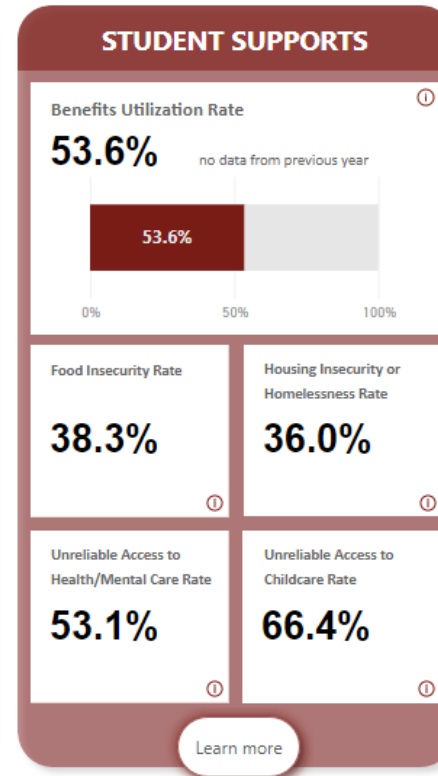 STUDENT SUPPORTS
Benefits Utilization Rate
53.6%
no data from previous year
53.6%
0%
50%
100%
Food Insecurity Rate
38.3%
Housing Insecurity or
Homelessness Rate
36.0%
Unreliable Access to
Health/Mental Care Rate
53.1%
Unreliable Access to
Childcare Rate
66.4%
Learn more